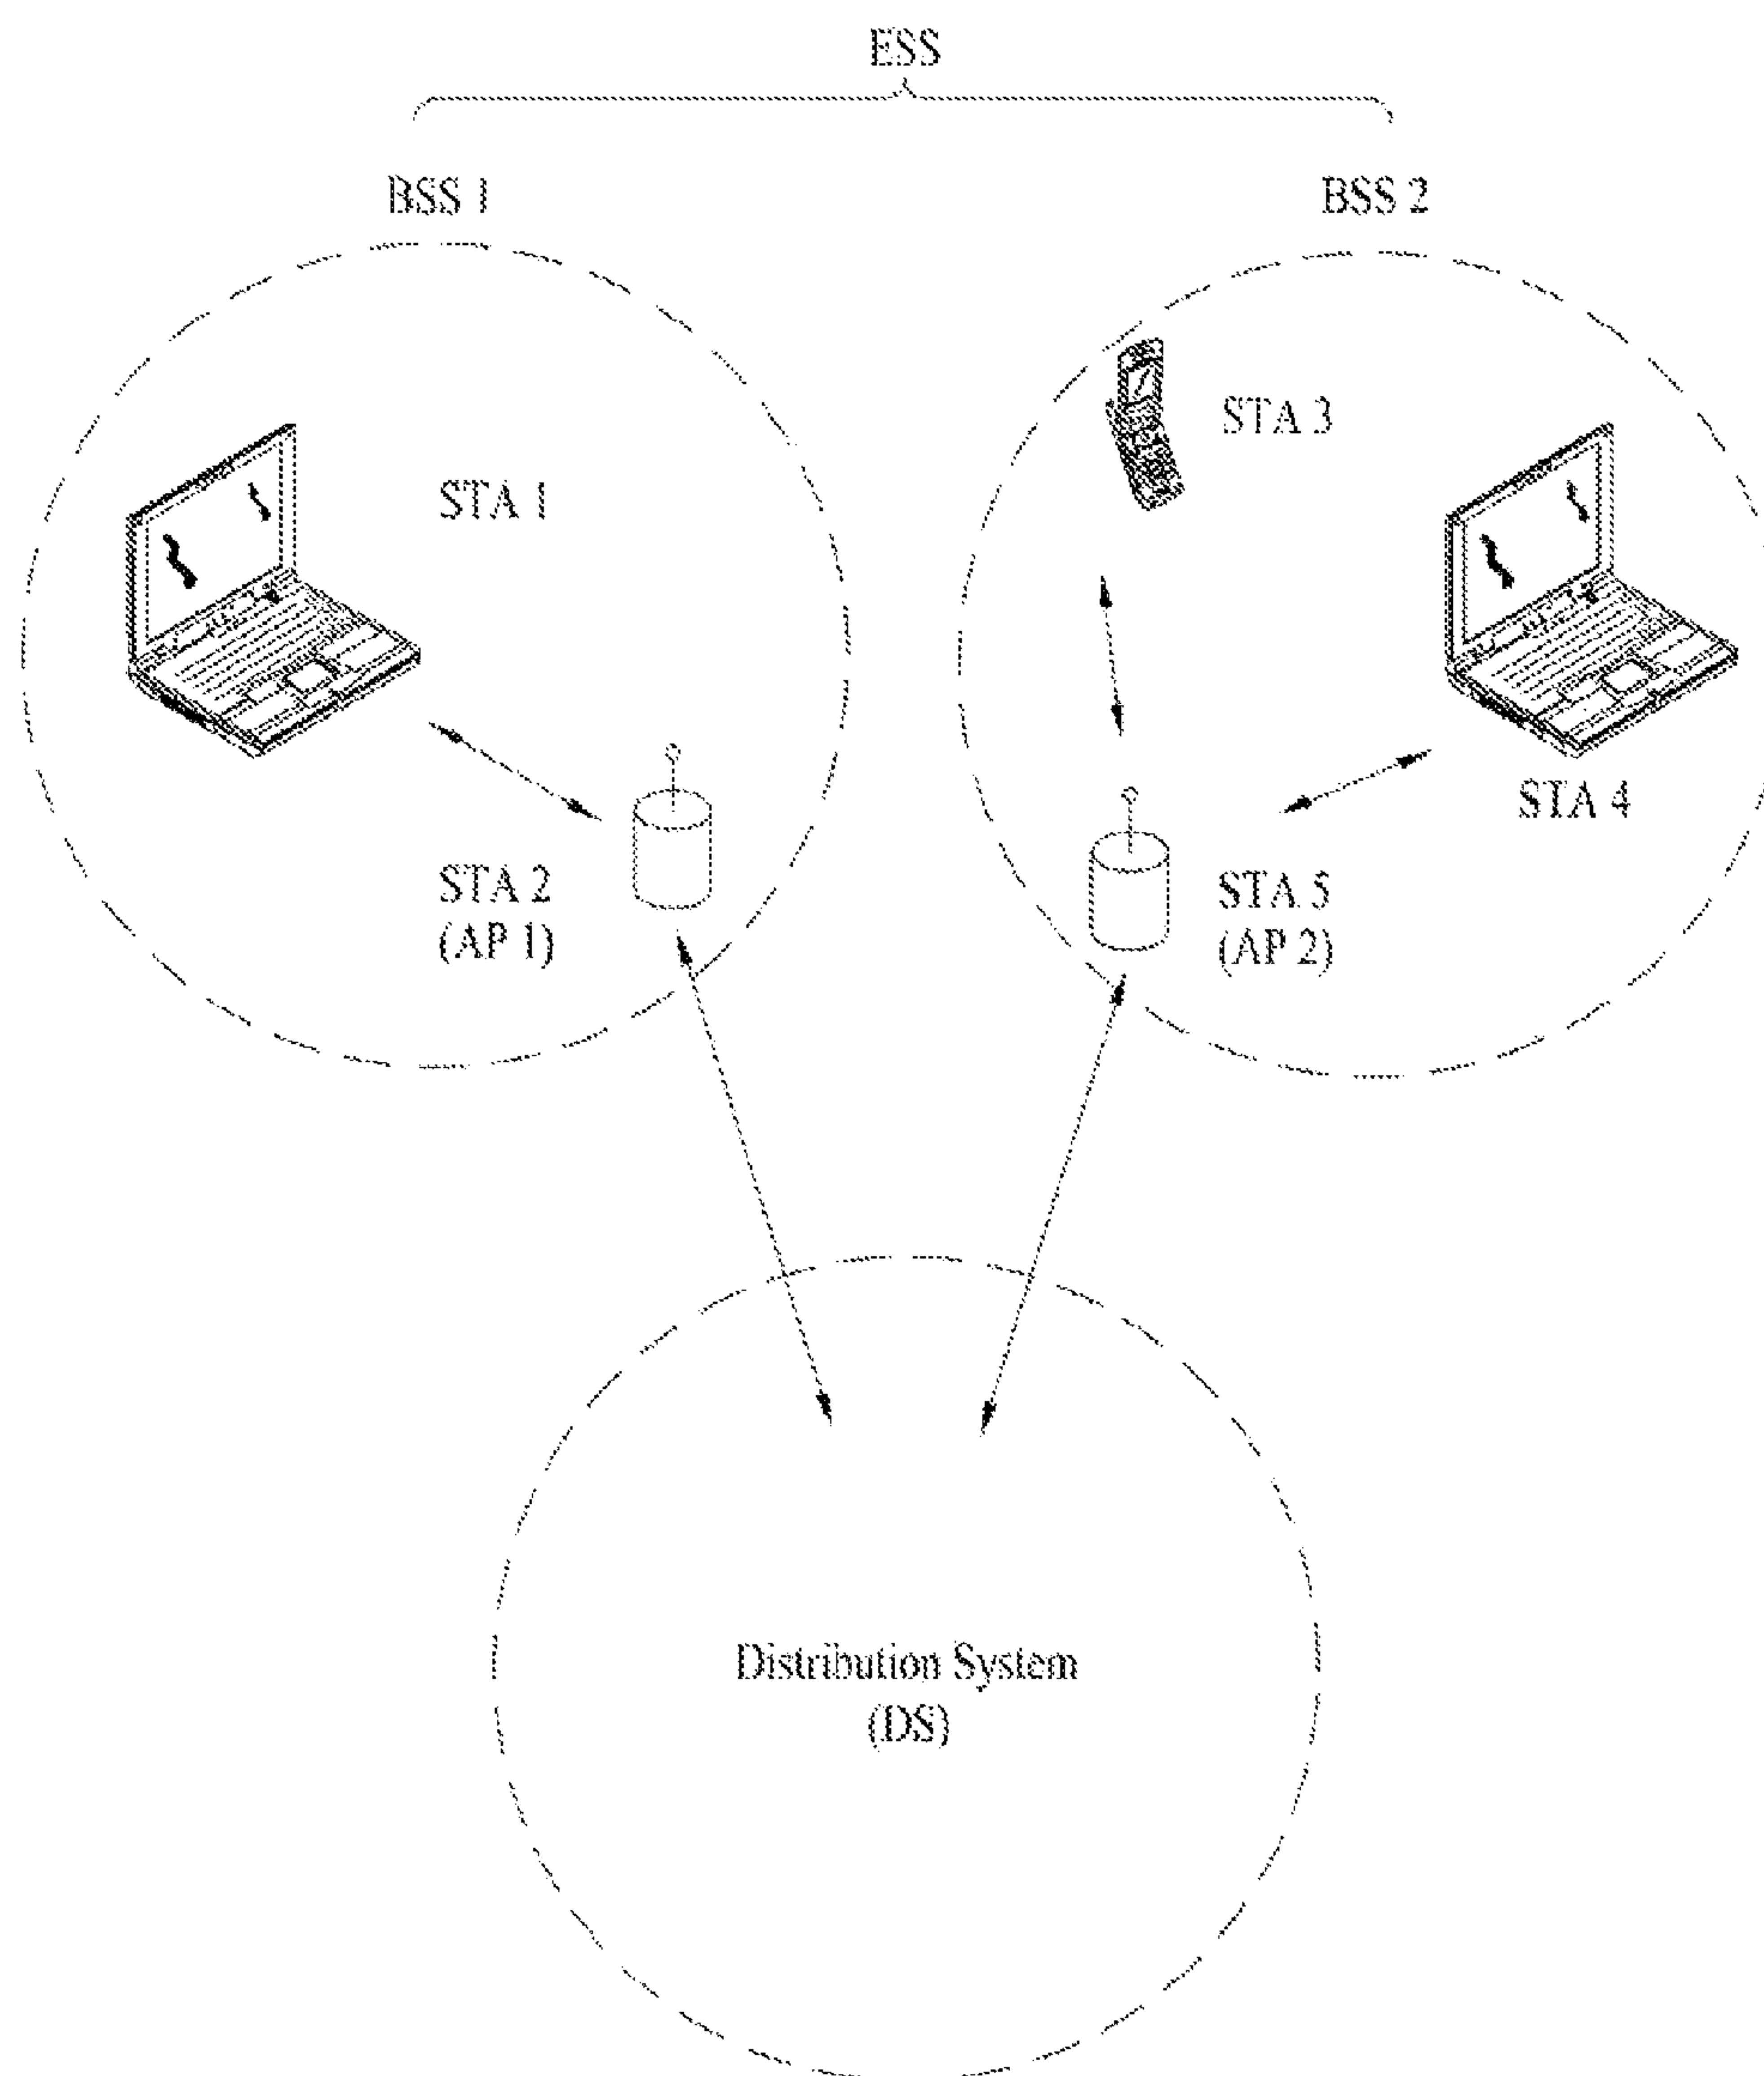 ESS
BSS 1
BSS 2
STA 3
STA 1
STA 4
STA 2
(AP 1)
STA 5
(AP 2)
Distribution System
(DS)